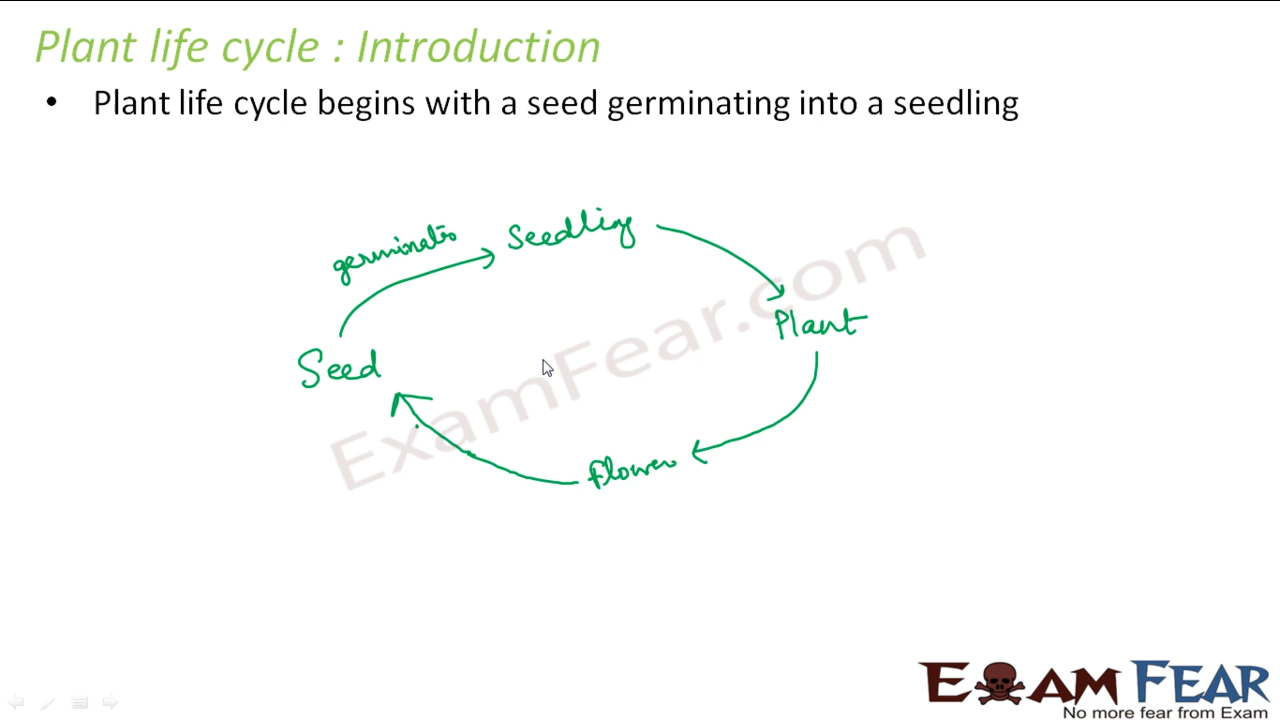 Plant life cycle : Introduction
• Plant life cycle begins with a seed germinating into a seedling
germinates
Seedling
Plant
Seed
Flower
ExamFear.com
EXAM FEAR
No more fear from Exam